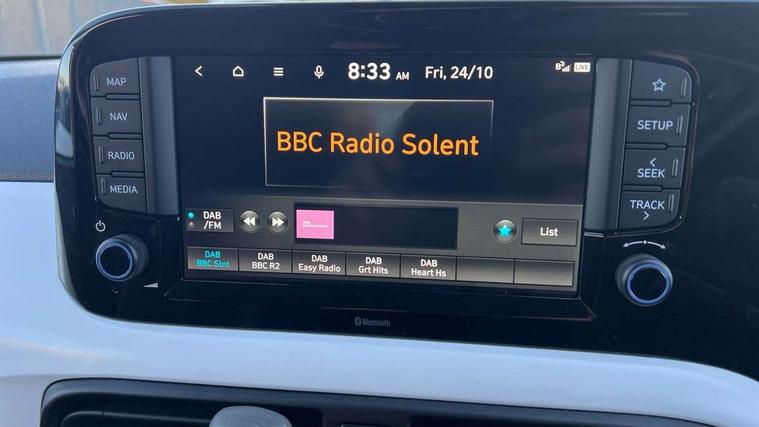 MAP
NAV
RADIO
MEDIA
8:33 AM Fri, 24/10 LIVE
BBC Radio Solent
DAB /FM
List
DAB BBC Slnt
DAB BBC R2
DAB Easy Radio
DAB Grt Hits
DAB Heart Hs
SETUP
SEEK
TRACK
Bluetooth